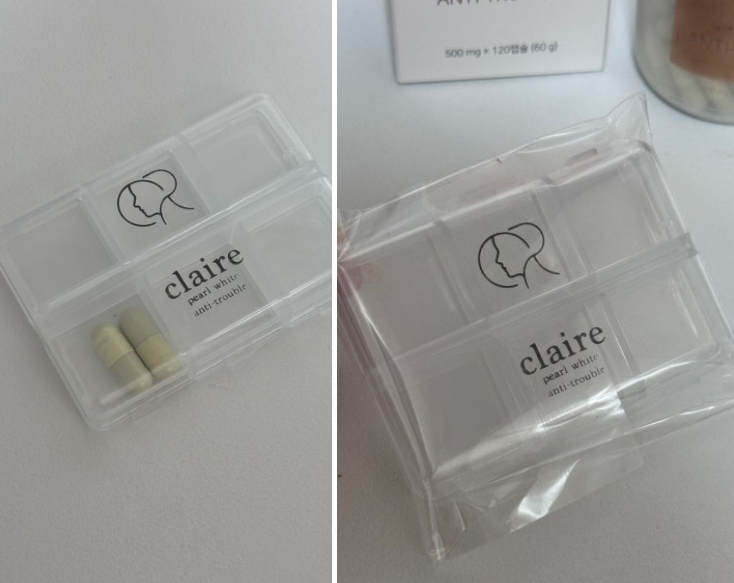 claire
pearl white
anti-trouble
500 mg × 120캡슐 (60 g)
claire
pearl white
anti-trouble